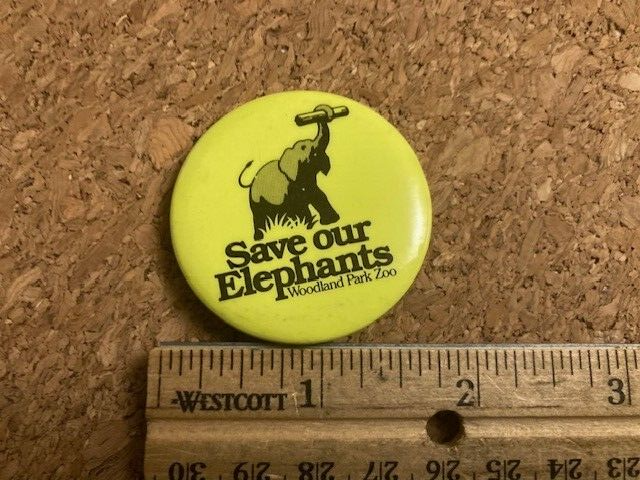 Save our
Elephants
Woodland Park Zoo
WESTCOTT 1 2 3
30 29 28 27 26 25 24 23